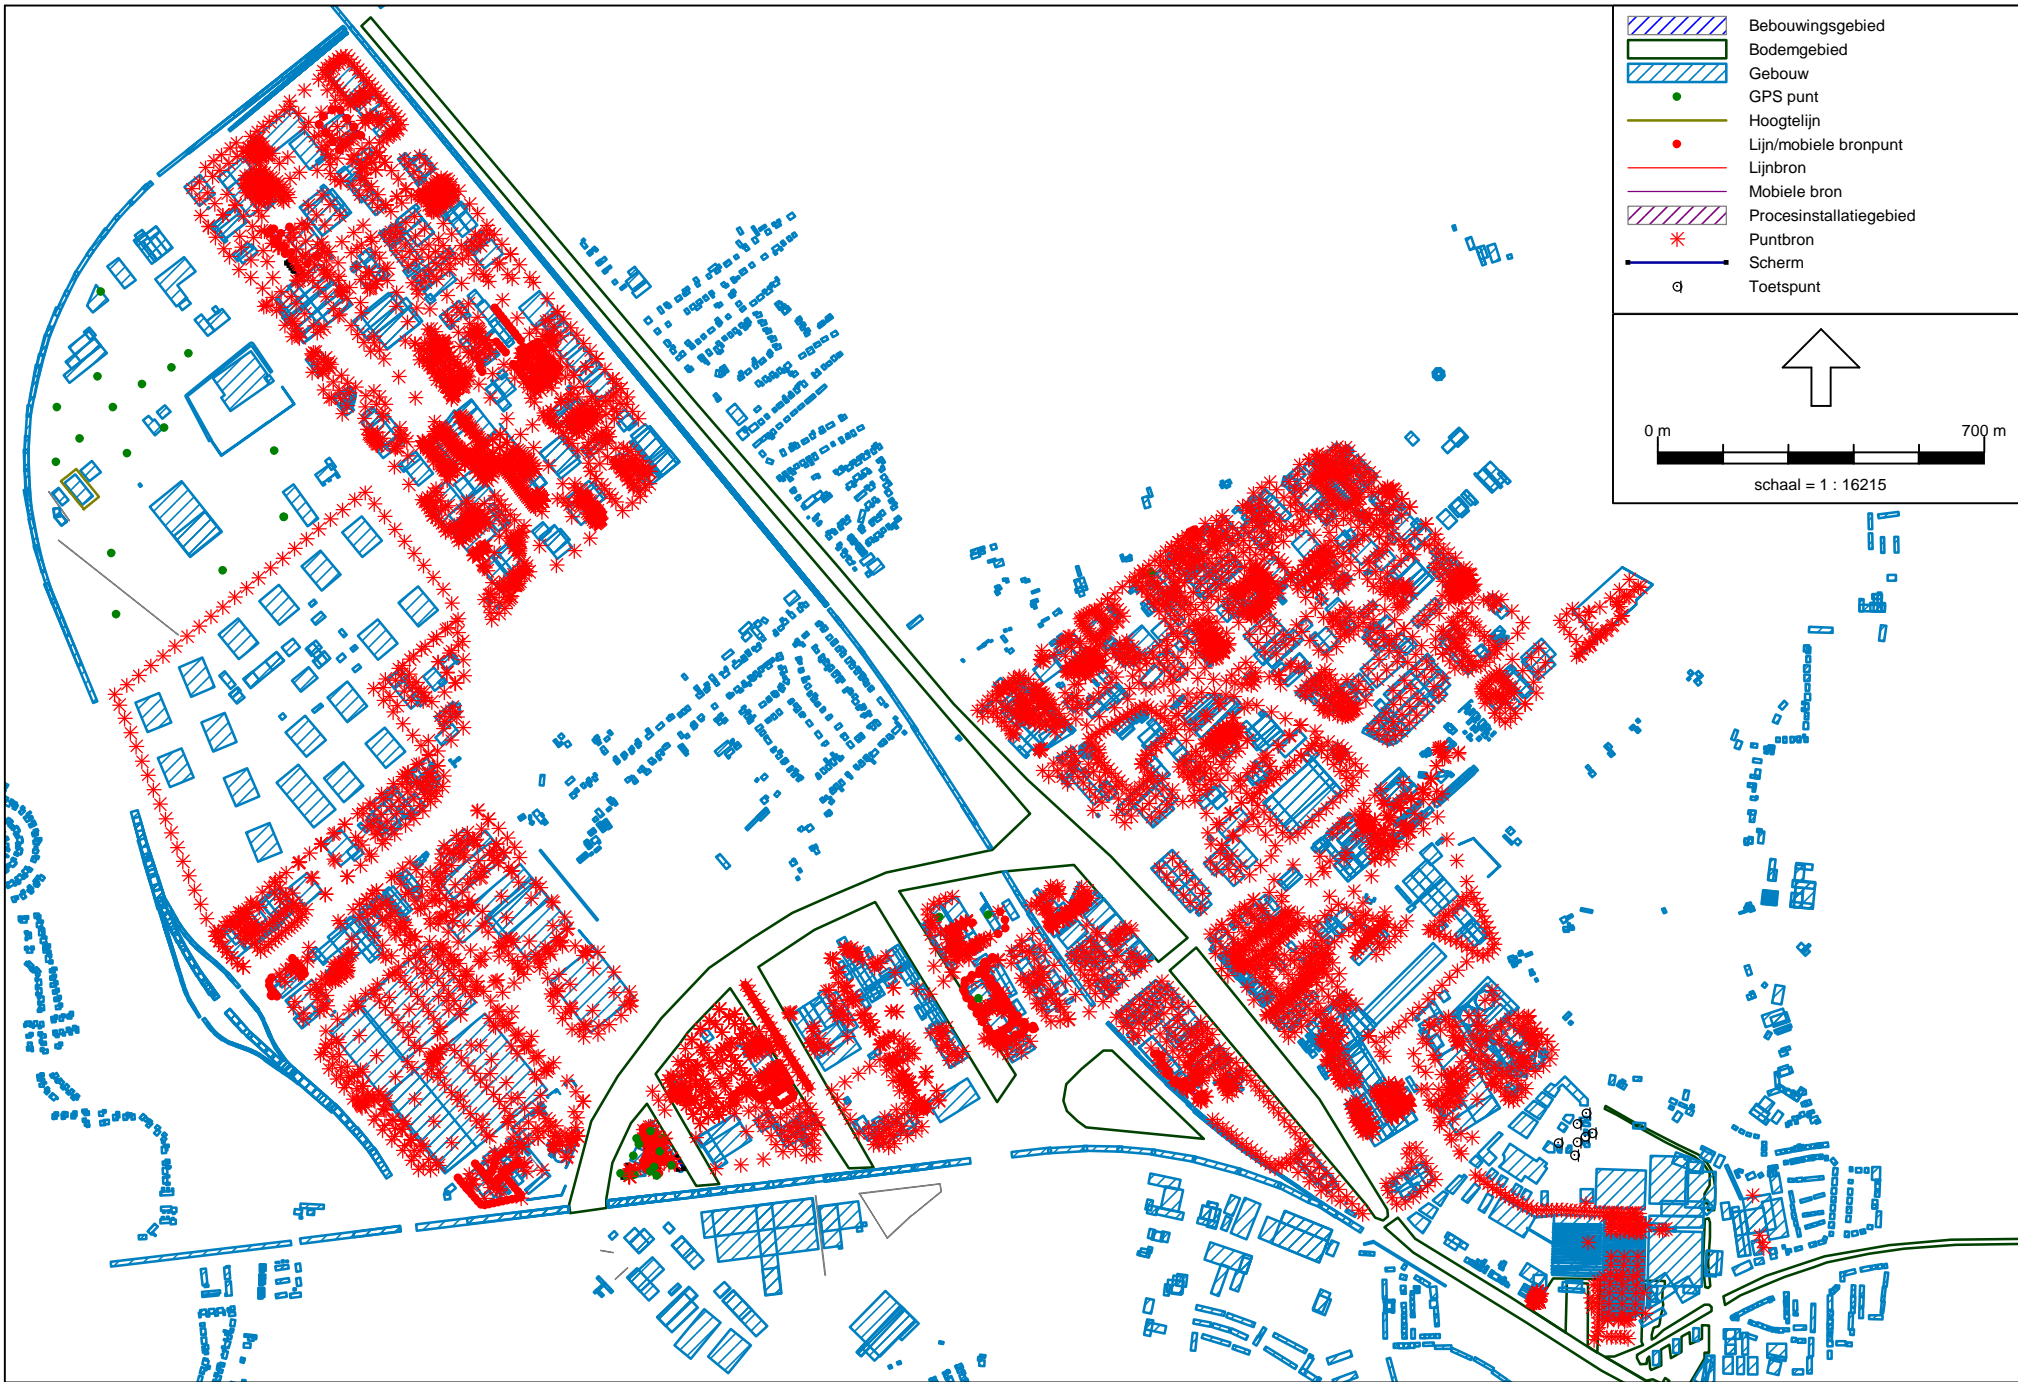 Bebouwingsgebied
Bodemgebied
Gebouw
GPS punt
Hoogtelijn
Lijn/mobiele bronpunt
Lijnbron
Mobiele bron
Procesinstallatiegebied
Puntbron
Scherm
Toetspunt
0 m 700 m
schaal = 1 : 16215